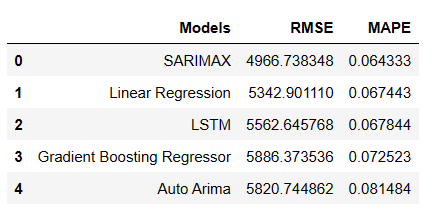 Models RMSE MAPE
0 SARIMAX 4966.738348 0.064333
1 Linear Regression 5342.901110 0.067443
2 LSTM 5562.645768 0.067844
3 Gradient Boosting Regressor 5886.373536 0.072523
4 Auto Arima 5820.744862 0.081484